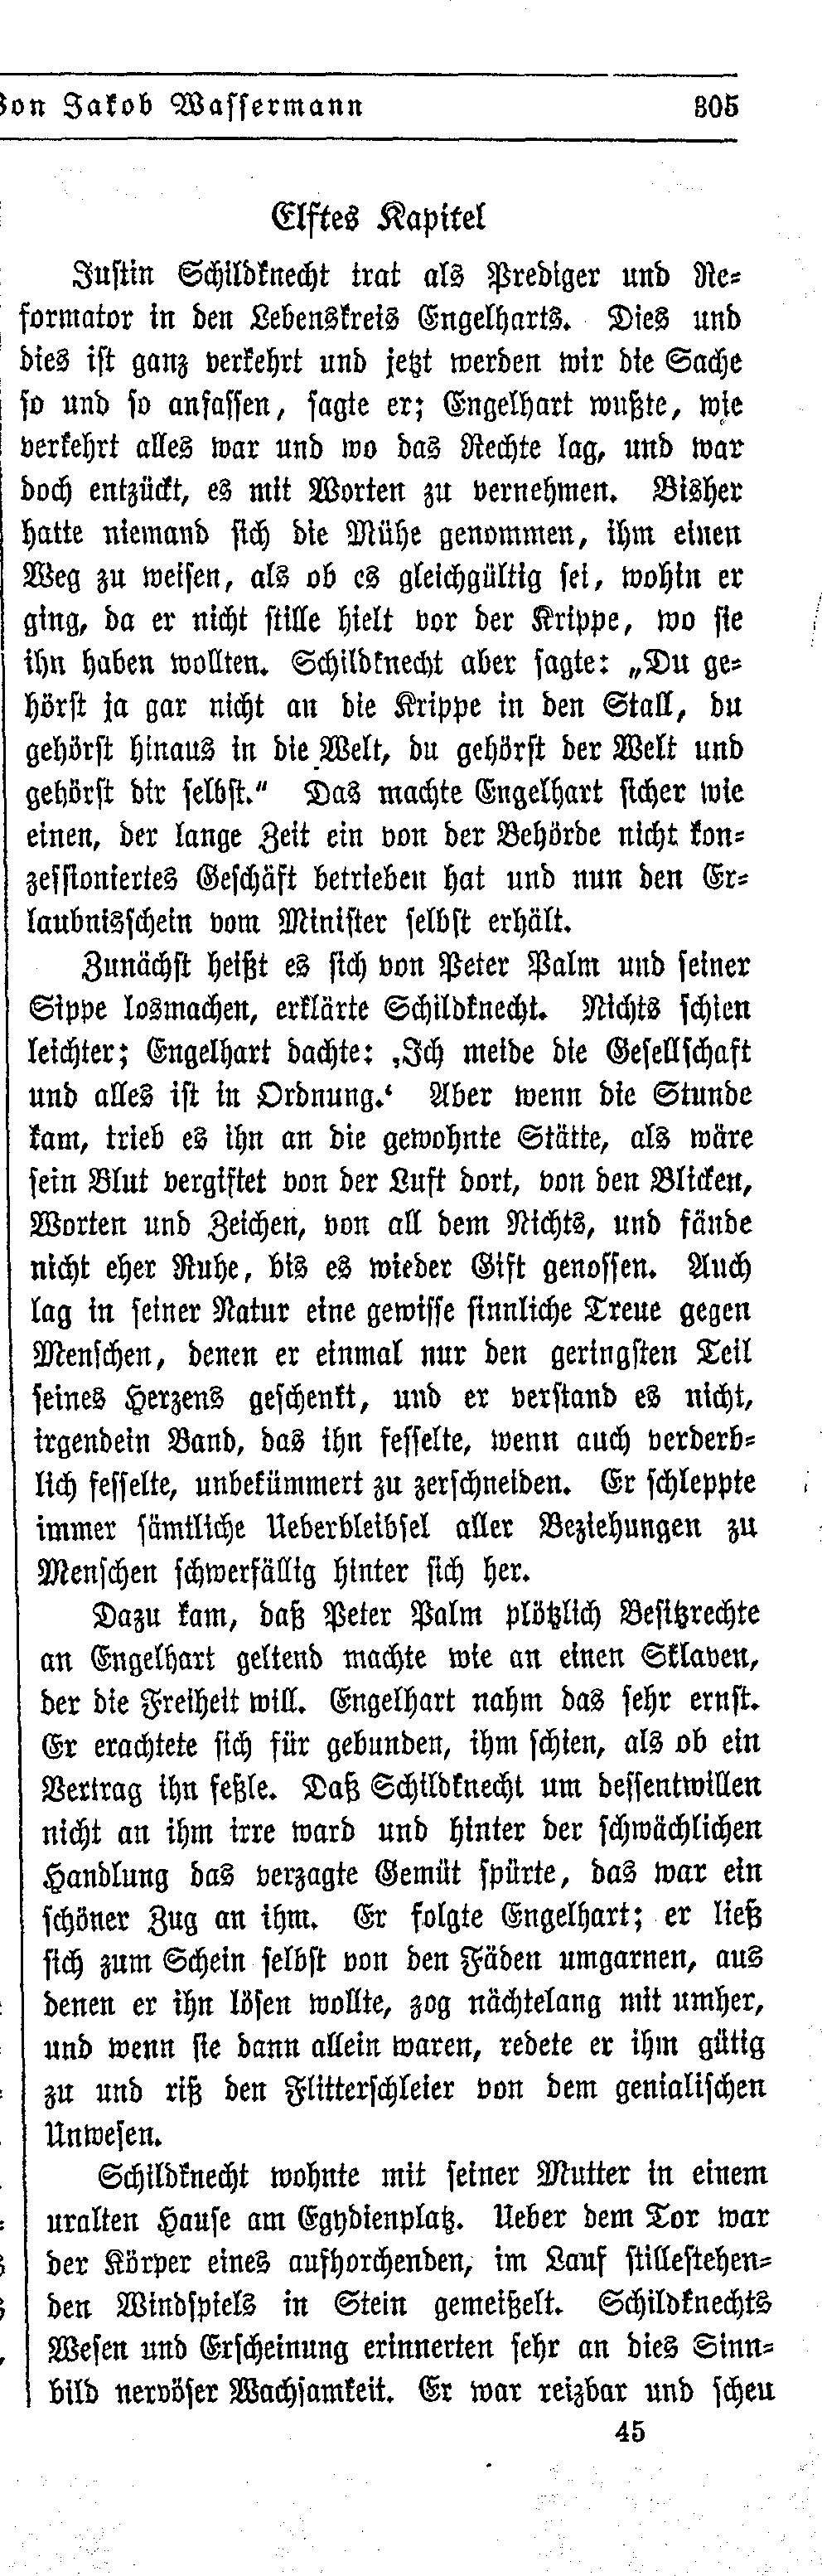 Von Jakob Wassermann 305
Elftes Kapitel
Justin Schildknecht trat als Prediger und Re-
formator in den Lebenskreis Engelharts. Dies und
dies ist ganz verkehrt und jetzt werden wir die Sache
so und so anfassen, sagte er; Engelhart wußte, wie
verkehrt alles war und wo das Rechte lag, und war
doch entzückt, es mit Worten zu vernehmen. Bisher
hatte niemand sich die Mühe genommen, ihm einen
Weg zu weisen, als ob es gleichgültig sei, wohin er
ging, da er nicht stille hielt vor der Krippe, wo sie
ihn haben wollten. Schildknecht aber sagte: „Du ge-
hörst ja gar nicht an die Krippe in den Stall, du
gehörst hinaus in die Welt, du gehörst der Welt und
gehörst dir selbst.“ Das machte Engelhart sicher wie
einen, der lange Zeit ein von der Behörde nicht kon-
zessioniertes Geschäft betrieben hat und nun den Er-
laubnisschein vom Minister selbst erhält.
Zunächst heißt es sich von Peter Palm und seiner
Sippe losmachen, erklärte Schildknecht. Nichts schien
leichter; Engelhart dachte: ‚Ich meide die Gesellschaft
und alles ist in Ordnung.‘ Aber wenn die Stunde
kam, trieb es ihn an die gewohnte Stätte, als wäre
sein Blut vergiftet von der Luft dort, von den Blicken,
Worten und Zeichen, von all dem Nichts, und fände
nicht eher Ruhe, bis es wieder Gift genossen. Auch
lag in seiner Natur eine gewisse sinnliche Treue gegen
Menschen, denen er einmal nur den geringsten Teil
seines Herzens geschenkt, und er verstand es nicht,
irgendein Band, das ihn fesselte, wenn auch verderb-
lich fesselte, unbekümmert zu zerschneiden. Er schleppte
immer sämtliche Ueberbleibsel aller Beziehungen zu
Menschen schwerfällig hinter sich her.
Dazu kam, daß Peter Palm plötzlich Besitzrechte
an Engelhart geltend machte wie an einen Sklaven,
der die Freiheit will. Engelhart nahm das sehr ernst.
Er erachtete sich für gebunden, ihm schien, als ob ein
Vertrag ihn feßle. Daß Schildknecht um dessentwillen
nicht an ihm irre ward und hinter der schwächlichen
Handlung das verzagte Gemüt spürte, das war ein
schöner Zug an ihm. Er folgte Engelhart; er ließ
sich zum Schein selbst von den Fäden umgarnen, aus
denen er ihn lösen wollte, zog nächtelang mit umher,
und wenn sie dann allein waren, redete er ihm gütig
zu und riß den Flitterschleier von dem genialischen
Unwesen.
Schildknecht wohnte mit seiner Mutter in einem
uralten Hause am Egydienplatz. Ueber dem Tor war
der Körper eines aufhorchenden, im Lauf stillestehen-
den Windspiels in Stein gemeißelt. Schildknechts
Wesen und Erscheinung erinnerten sehr an dies Sinn-
bild nervöser Wachsamkeit. Er war reizbar und scheu
45